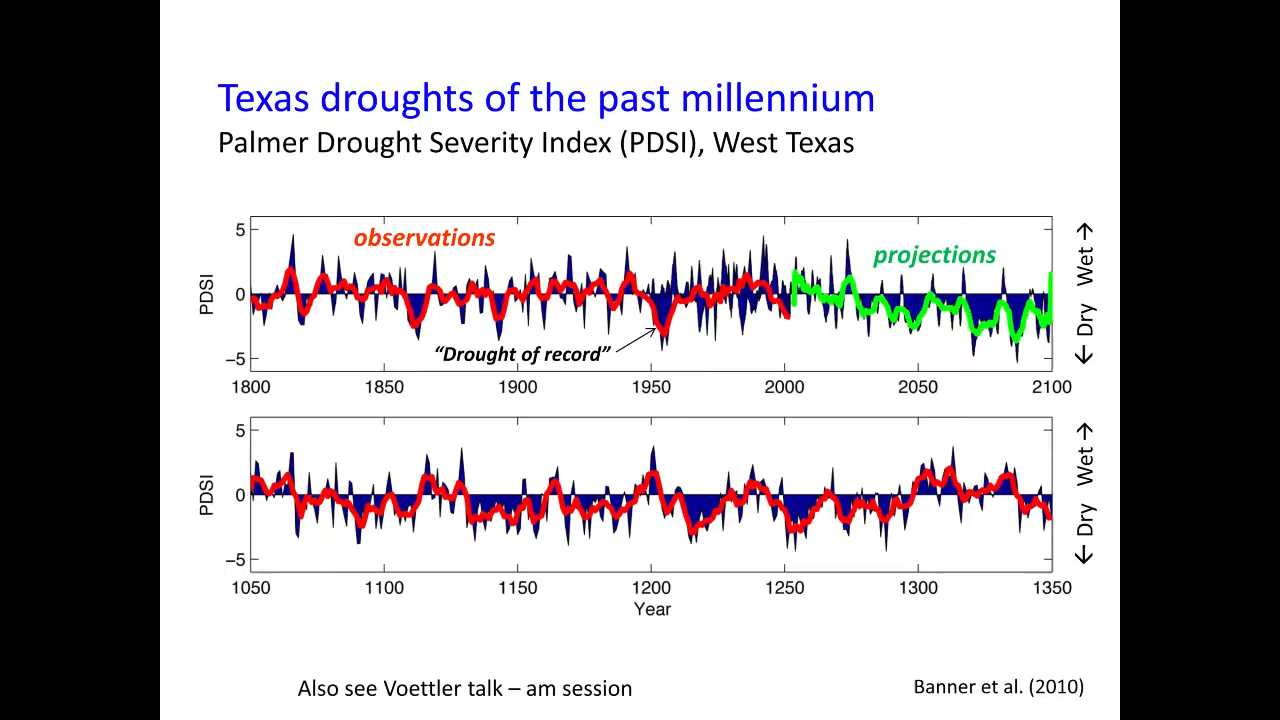 Texas droughts of the past millennium
Palmer Drought Severity Index (PDSI), West Texas
observations
projections
“Drought of record”
PDSI
5
0
−5
1800 1850 1900 1950 2000 2050 2100
← Dry Wet →
PDSI
5
0
−5
1050 1100 1150 1200 1250 1300 1350
Year
← Dry Wet →
Also see Voettler talk – am session
Banner et al. (2010)